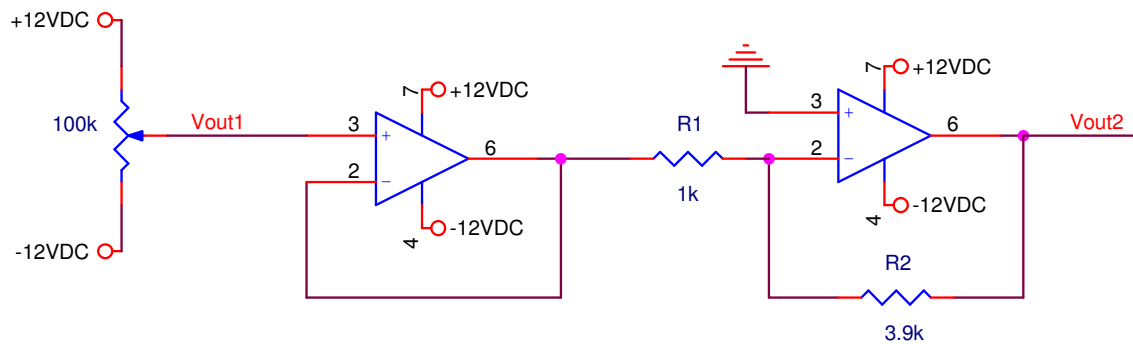 +12VDC
100k
Vout1
-12VDC
3
2
+
−
7
+12VDC
6
4
-12VDC
R1
1k
3
2
+
−
7
+12VDC
6
4
-12VDC
Vout2
R2
3.9k